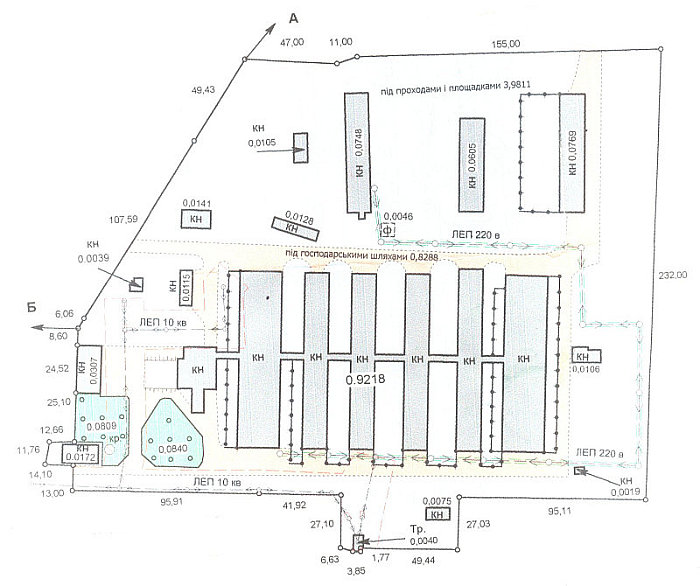 А
47,00
11,00
155,00
49,43
під проходами і площадками 3,9811
КН
0,0105
КН 0,0748
КН 0,0605
КН 0,0769
0,0141
КН
107,59
0,0128
КН
0,0046
Ф
ЛЕП 220 в
КН
0,0039
під господарськими шляхами 0,8288
КН
0,0115
232,00
Б
6,06
8,60
ЛЕП 10 кв
КН
0,0307
24,52
КН
КН
КН
КН
КН
КН
КН
КН
0,0106
0.9218
25,10
0,0809
кр
0,0840
12,66
11,76
КН
0,0172
14,10
13,00
ЛЕП 10 кв
ЛЕП 220 в
КН
0,0019
95,91
41,92
27,10
0,0075
КН
27,03
95,11
Тр.
0,0040
6,63
3,85
1,77
49,44